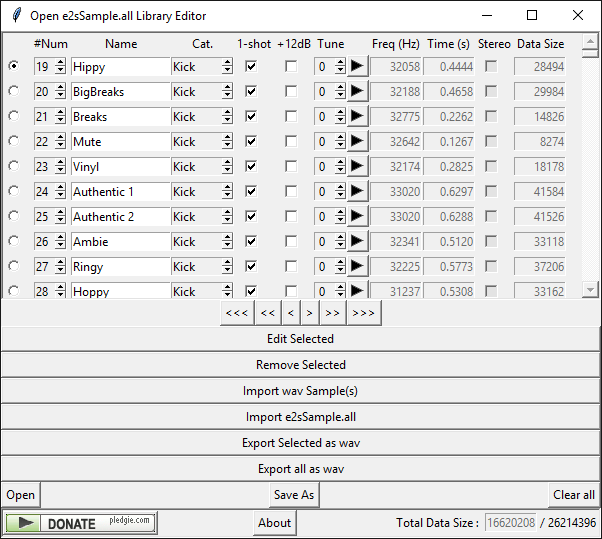 Open e2sSample.all Library Editor
#Num Name Cat. 1-shot +12dB Tune Freq (Hz) Time (s) Stereo Data Size
19 Hippy Kick 0 32058 0.4444 28494
20 BigBreaks Kick 0 32188 0.4658 29984
21 Breaks Kick 0 32775 0.2262 14826
22 Mute Kick 0 32642 0.1267 8274
23 Vinyl Kick 0 32174 0.2825 18178
24 Authentic 1 Kick 0 33020 0.6297 41584
25 Authentic 2 Kick 0 33020 0.6288 41526
26 Ambie Kick 0 32341 0.5120 33118
27 Ringy Kick 0 32225 0.5773 37206
28 Hoppy Kick 0 31237 0.5308 33162
<<< << < > >> >>>
Edit Selected
Remove Selected
Import wav Sample(s)
Import e2sSample.all
Export Selected as wav
Export all as wav
Open Save As Clear all
DONATE pledgie.com About Total Data Size : 16620208 / 26214396